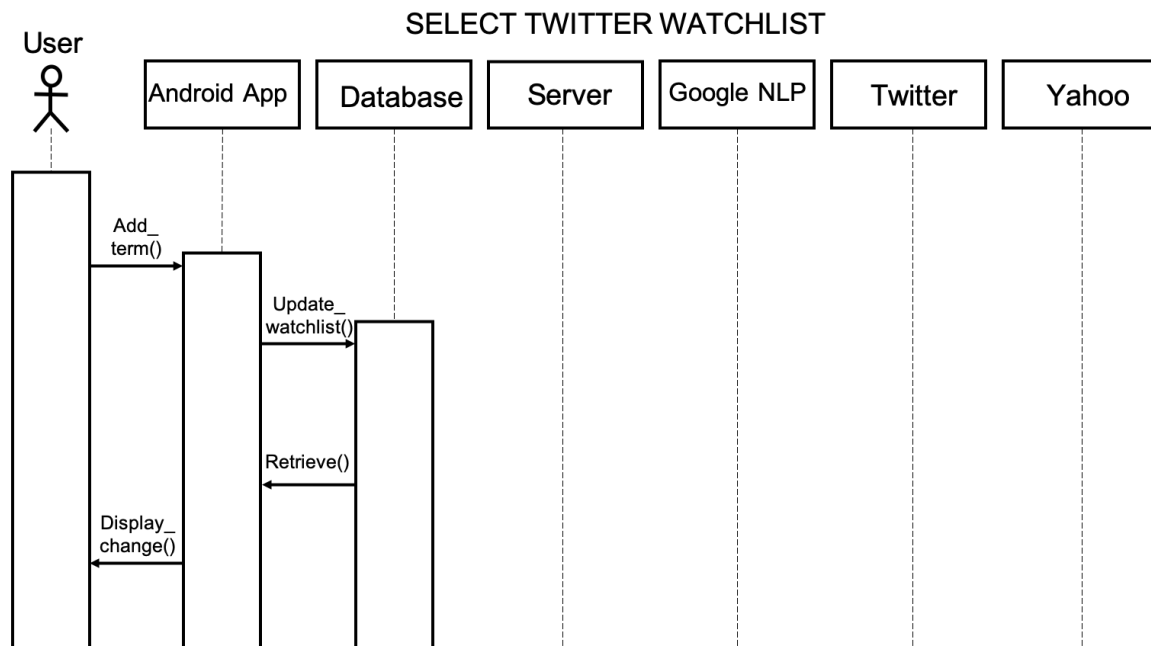 SELECT TWITTER WATCHLIST
User
Android App
Database
Server
Google NLP
Twitter
Yahoo
Add_
term()
Update_
watchlist()
Retrieve()
Display_
change()